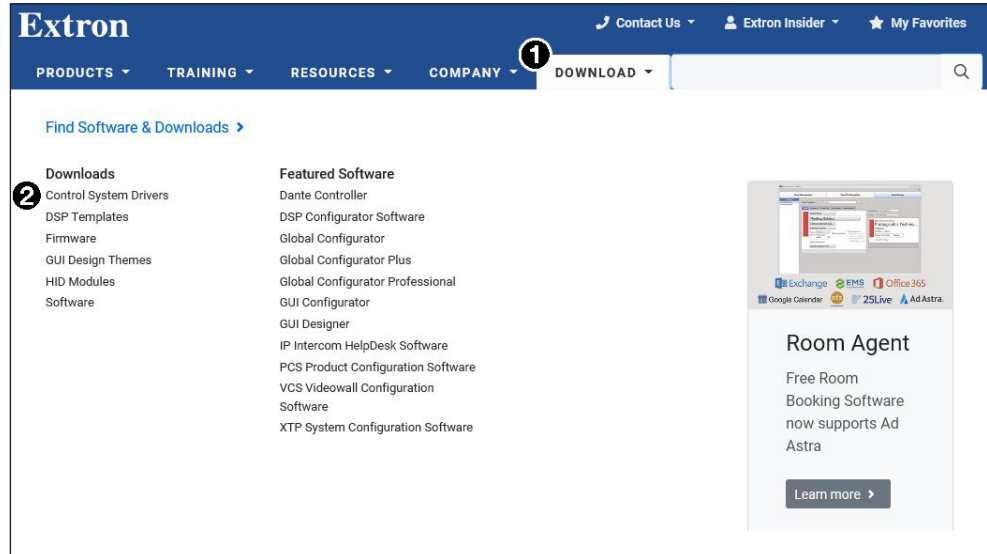 Extron
Contact Us
Extron Insider
My Favorites
1
PRODUCTS
TRAINING
RESOURCES
COMPANY
DOWNLOAD
Find Software & Downloads >
Downloads
2
Control System Drivers
DSP Templates
Firmware
GUI Design Themes
HID Modules
Software
Featured Software
Dante Controller
DSP Configurator Software
Global Configurator
Global Configurator Plus
Global Configurator Professional
GUI Configurator
GUI Designer
IP Intercom HelpDesk Software
PCS Product Configuration Software
VCS Videowall Configuration
Software
XTP System Configuration Software
Exchange
EMS
Office 365
Google Calendar
25Live
Ad Astra
Room Agent
Free Room
Booking Software
now supports Ad
Astra
Learn more >